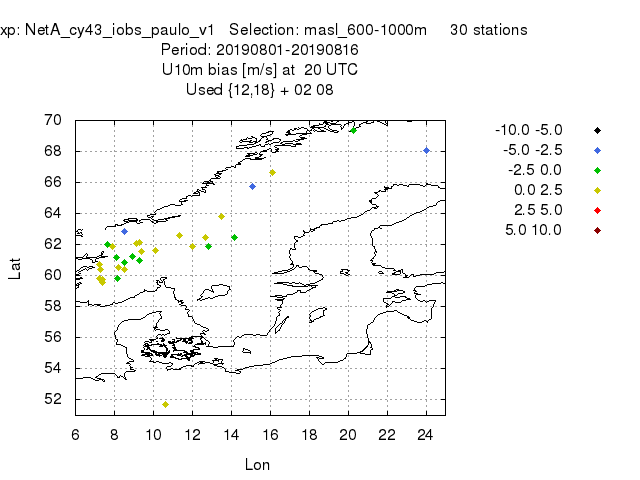 xp: NetA_cy43_iobs_paulo_v1 Selection: masl_600-1000m 30 stations
Period: 20190801-20190816
U10m bias [m/s] at 20 UTC
Used {12,18} + 02 08
70
68
66
64
62
60
58
56
54
52
Lat
6 8 10 12 14 16 18 20 22 24
Lon
-10.0 -5.0
-5.0 -2.5
-2.5 0.0
0.0 2.5
2.5 5.0
5.0 10.0